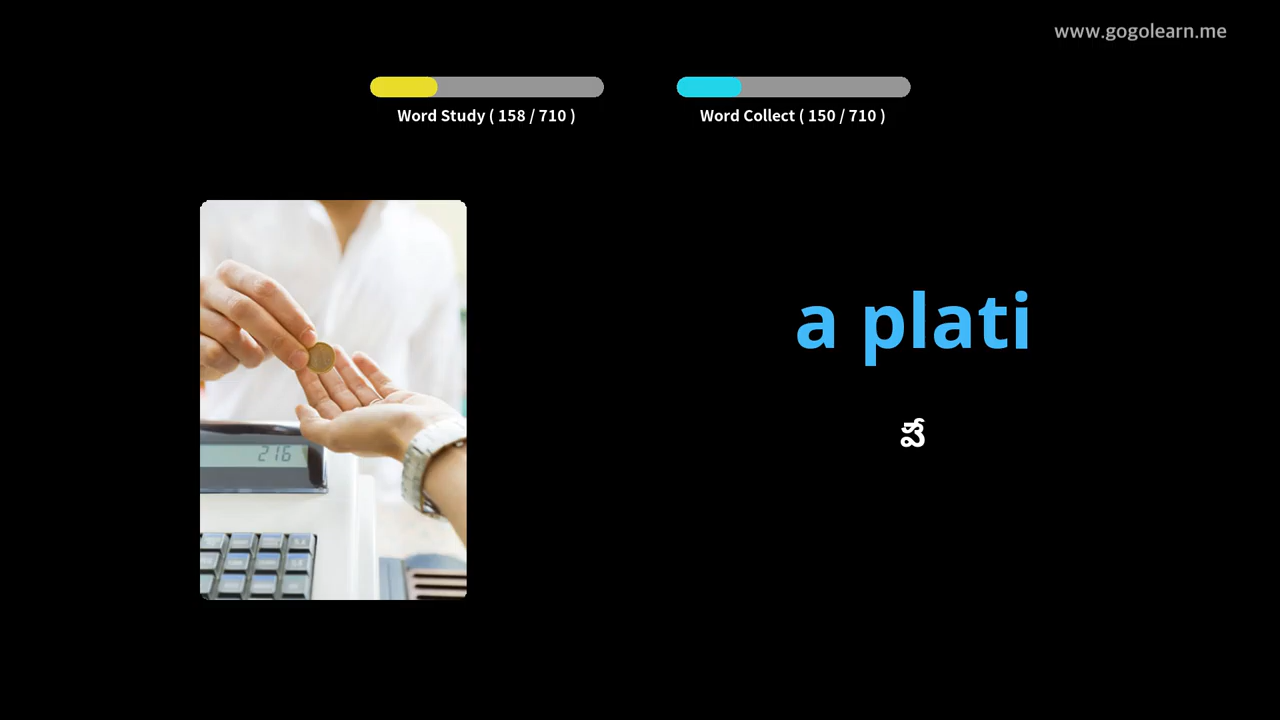 www.gogolearn.me
Word Study ( 158 / 710 )
Word Collect ( 150 / 710 )
a plati
పే
216